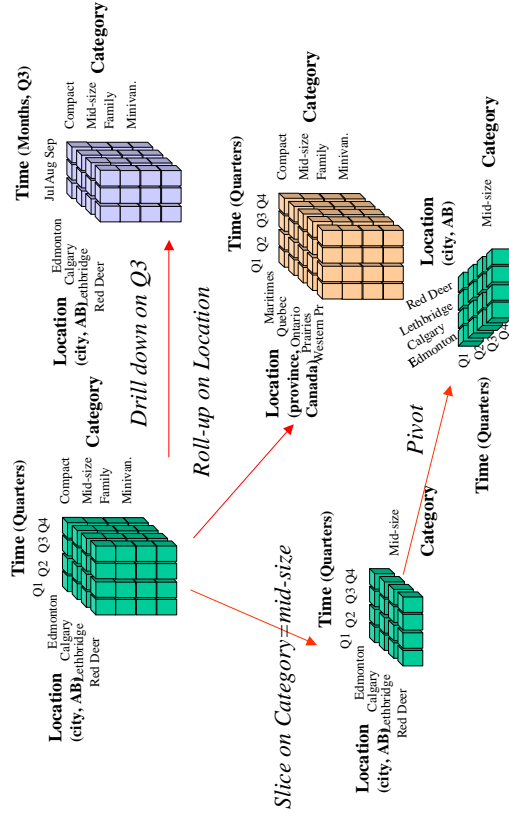 Time (Quarters)
Q1 Q2 Q3 Q4
Edmonton
Calgary
Lethbridge
Red Deer
Location
(city, AB)
Compact
Mid-size
Family
Minivan.
Category
Drill down on Q3
Time (Months, Q3)
Jul Aug Sep
Edmonton
Calgary
Lethbridge
Red Deer
Location
(city, AB)
Compact
Mid-size
Family
Minivan.
Category
Roll-up on Location
Time (Quarters)
Q1 Q2 Q3 Q4
Maritimes
Quebec
Ontario
Prairies
Western Pr
Location
(province,
Canada)
Compact
Mid-size
Family
Minivan.
Category
Slice on Category=mid-size
Time (Quarters)
Q1 Q2 Q3 Q4
Edmonton
Calgary
Lethbridge
Red Deer
Location
(city, AB)
Mid-size
Category
Pivot
Location
(city, AB)
Red Deer
Lethbridge
Calgary
Edmonton
Q1
Q2
Q3
Q4
Time (Quarters)
Mid-size
Category